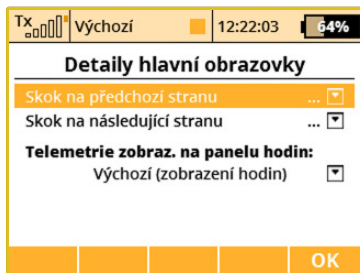 Tx Výchozí 12:22:03 64%
Detaily hlavní obrazovky
Skok na předchozí stranu ...
Skok na následující stranu ...
Telemetrie zobraz. na panelu hodin:
Výchozí (zobrazení hodin)
OK